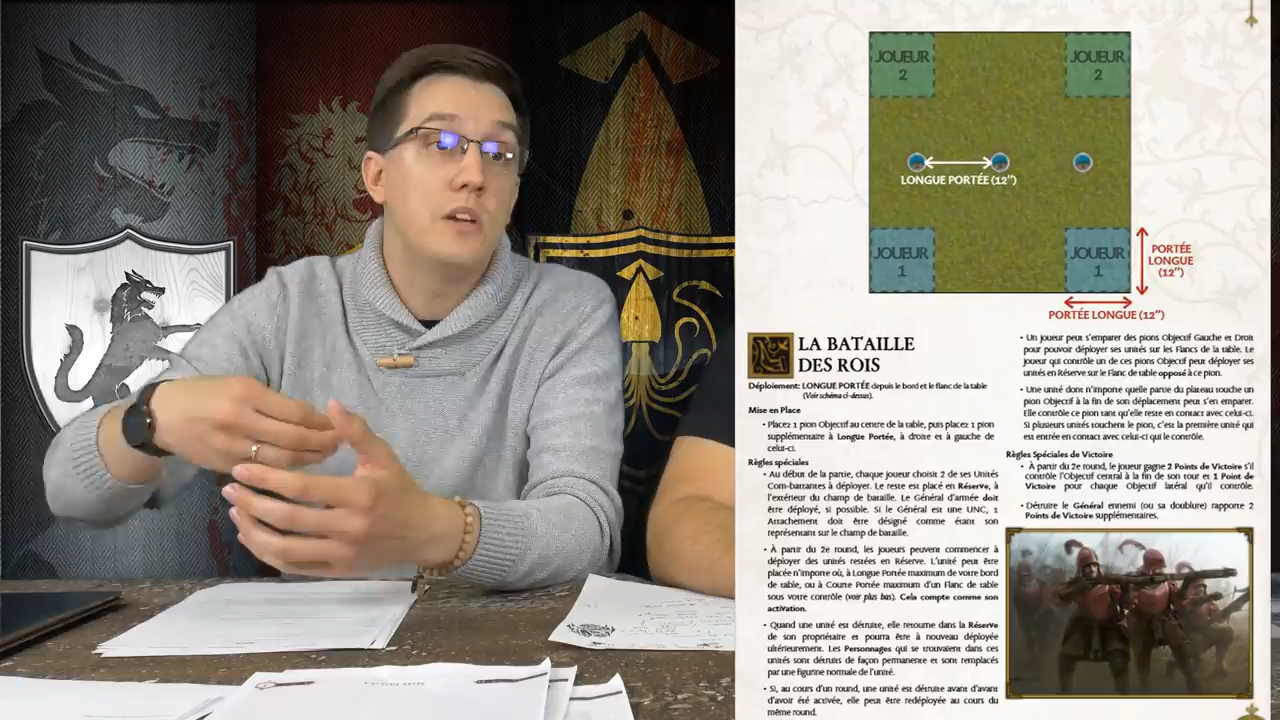 JOUEUR
2
JOUEUR
2
LONGUE PORTÉE (12")
JOUEUR
1
JOUEUR
1
PORTÉE
LONGUE
(12")
PORTÉE LONGUE (12")
LA BATAILLE
DES ROIS
Déploiement: LONGUE PORTÉE depuis le bord et le flanc de la table
(Voir schéma ci-dessus).
Mise en Place
• Placez 1 pion Objectif au centre de la table, puis placez 1 pion
supplémentaire à Longue Portée, à droite et à gauche de
celui-ci.
Règles spéciales
• Au début de la partie, chaque joueur choisit 2 de ses Unités
Com-battantes à déployer. Le reste est placé en Réserve, à
l'extérieur du champ de bataille. Le Général d'armée doit
être déployé, si possible. Si le Général est une UNC, 1
Attachement doit être désigné comme étant son
représentant sur le champ de bataille.
• À partir du 2e round, les joueurs peuvent commencer à
déployer des unités restées en Réserve. L'unité peut être
placée n'importe où, à Longue Portée maximum de votre bord
de table, ou à Courte Portée maximum d'un Flanc de table
sous votre contrôle (voir plus bas). Cela compte comme son
activation.
• Quand une unité est détruite, elle retourne dans la Réserve
de son propriétaire et pourra être à nouveau déployée
ultérieurement. Les Personnages qui se trouvaient dans ces
unités sont détruits de façon permanente et sont remplacés
par une figurine normale de l'unité.
• Si, au cours d'un round, une unité est détruite avant d'avant
d'avoir été activée, elle peut être redéployée au cours du
même round.
• Un joueur peut s'emparer des pions Objectif Gauche et Droit
pour pouvoir déployer ses unités sur les Flancs de la table. Le
joueur qui contrôle un de ces pions Objectif peut déployer ses
unités en Réserve sur le Flanc de table opposé à ce pion.
• Une unité dont n'importe quelle partie du plateau touche un
pion Objectif à la fin de son déplacement peut s'en emparer.
Elle contrôle ce pion tant qu'elle reste en contact avec celui-ci.
Si plusieurs unités touchent le pion, c'est la première unité qui
est entrée en contact avec celui-ci qui le contrôle.
Règles Spéciales de Victoire
• À partir du 2e round, le joueur gagne 2 Points de Victoire s'il
contrôle l'Objectif central à la fin de son tour et 1 Point de
Victoire pour chaque Objectif latéral qu'il contrôle.
• Détruire le Général ennemi (ou sa doublure) rapporte 2
Points de Victoire supplémentaires.